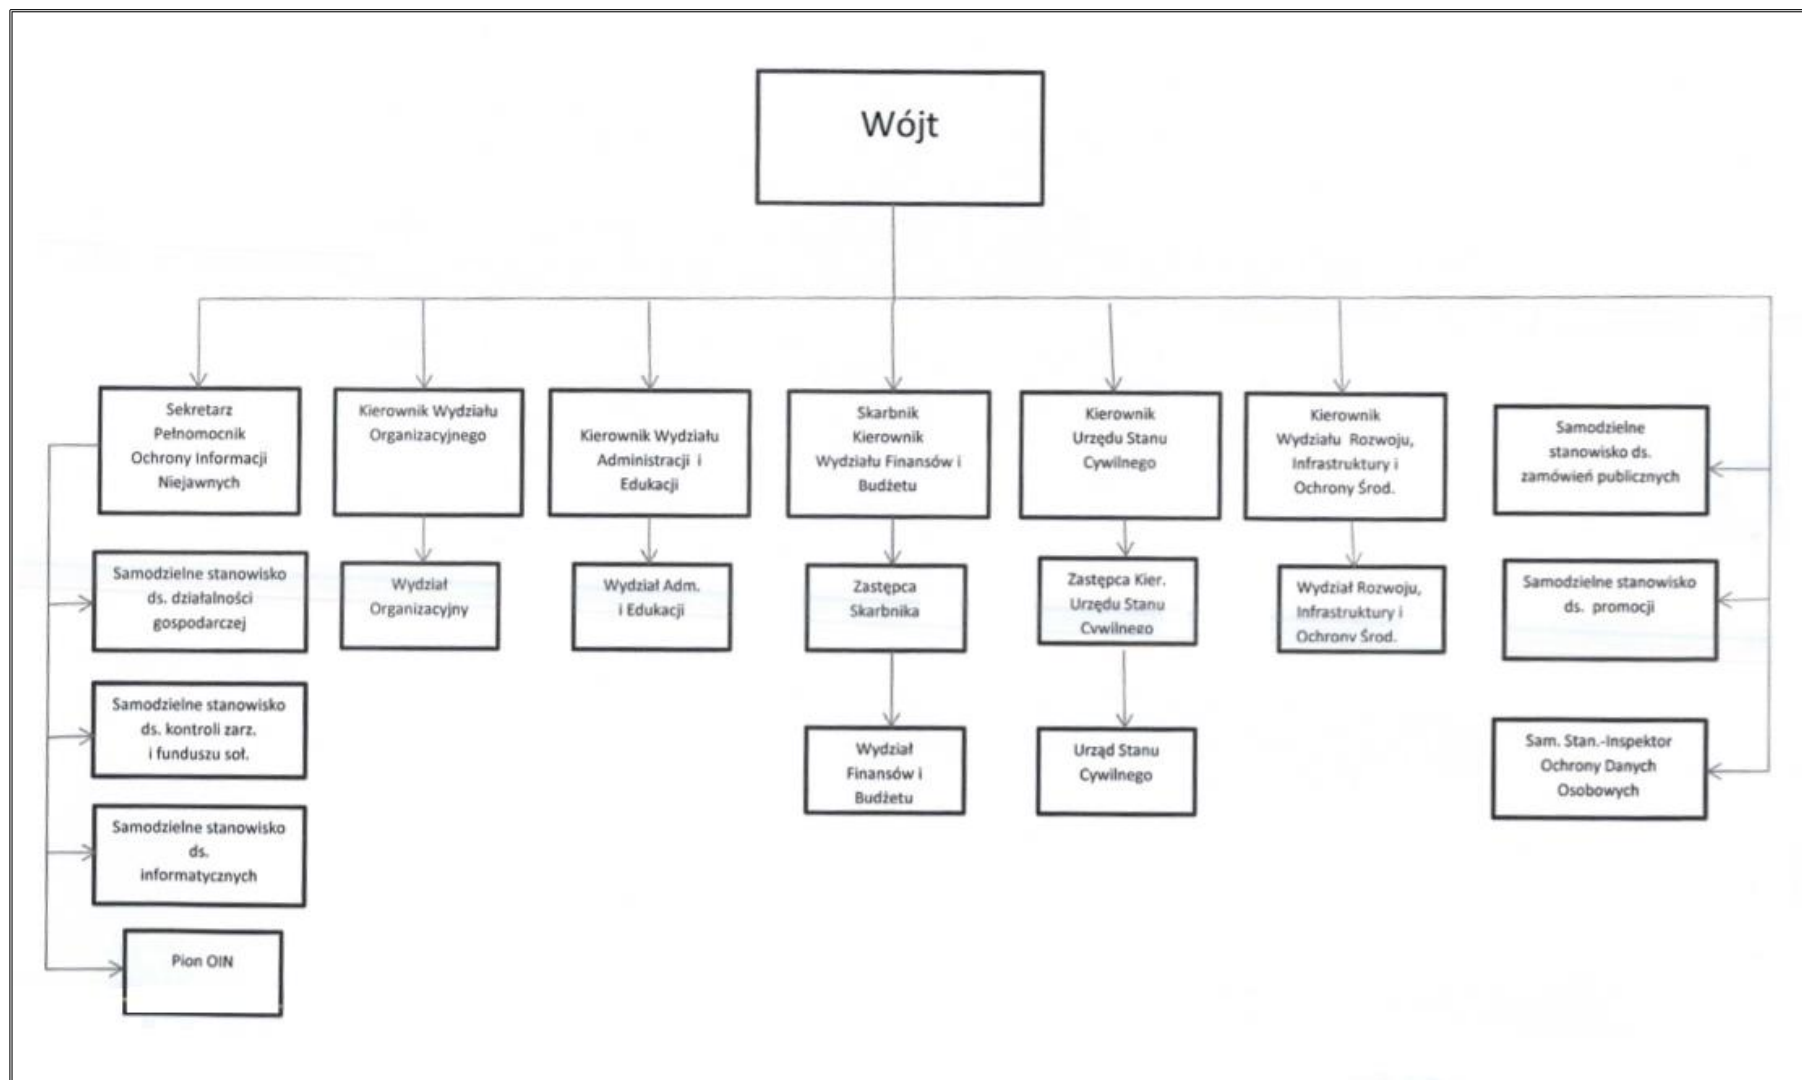 Wójt
Sekretarz
Pełnomocnik
Ochrony Informacji
Niejawnych
Kierownik Wydziału
Organizacyjnego
Kierownik Wydziału
Administracji i
Edukacji
Skarbnik
Kierownik
Wydziału Finansów i
Budżetu
Kierownik
Urzędu Stanu
Cywilnego
Kierownik
Wydziału Rozwoju,
Infrastruktury i
Ochrony Środ.
Samodzielne
stanowisko ds.
zamówień publicznych
Samodzielne stanowisko
ds. działalności
gospodarczej
Wydział
Organizacyjny
Wydział Adm.
i Edukacji
Zastępca
Skarbnika
Zastępca Kier.
Urzędu Stanu
Cywilnego
Wydział Rozwoju,
Infrastruktury i
Ochrony Środ.
Samodzielne stanowisko
ds. promocji
Samodzielne stanowisko
ds. kontroli zarz.
i funduszu soł.
Wydział
Finansów i
Budżetu
Urząd Stanu
Cywilnego
Sam. Stan.-Inspektor
Ochrony Danych
Osobowych
Samodzielne stanowisko
ds.
informatycznych
Pion OIN